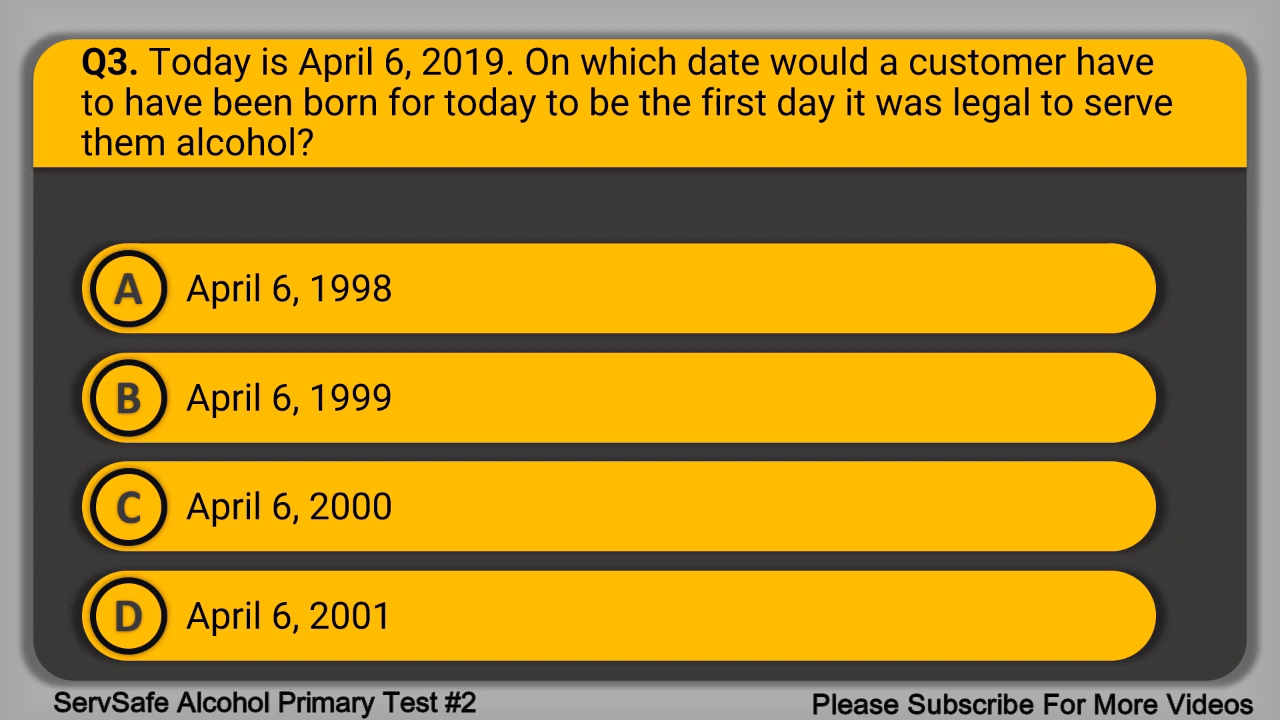 Q3. Today is April 6, 2019. On which date would a customer have
to have been born for today to be the first day it was legal to serve
them alcohol?
A April 6, 1998
B April 6, 1999
C April 6, 2000
D April 6, 2001
ServSafe Alcohol Primary Test #2
Please Subscribe For More Videos